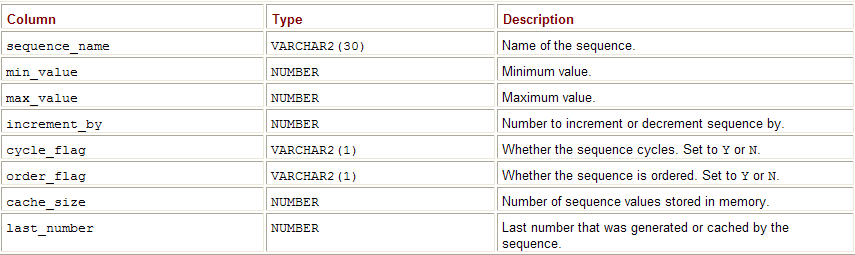 Column Type Description
sequence_name VARCHAR2(30) Name of the sequence.
min_value NUMBER Minimum value.
max_value NUMBER Maximum value.
increment_by NUMBER Number to increment or decrement sequence by.
cycle_flag VARCHAR2(1) Whether the sequence cycles. Set to Y or N.
order_flag VARCHAR2(1) Whether the sequence is ordered. Set to Y or N.
cache_size NUMBER Number of sequence values stored in memory.
last_number NUMBER Last number that was generated or cached by the
sequence.